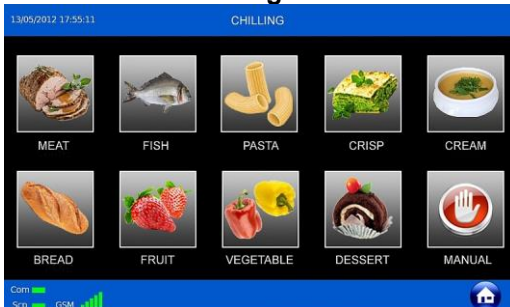 13/05/2012 17:55:11 CHILLING
MEAT FISH PASTA CRISP CREAM
BREAD FRUIT VEGETABLE DESSERT MANUAL
Com
Scp GSM